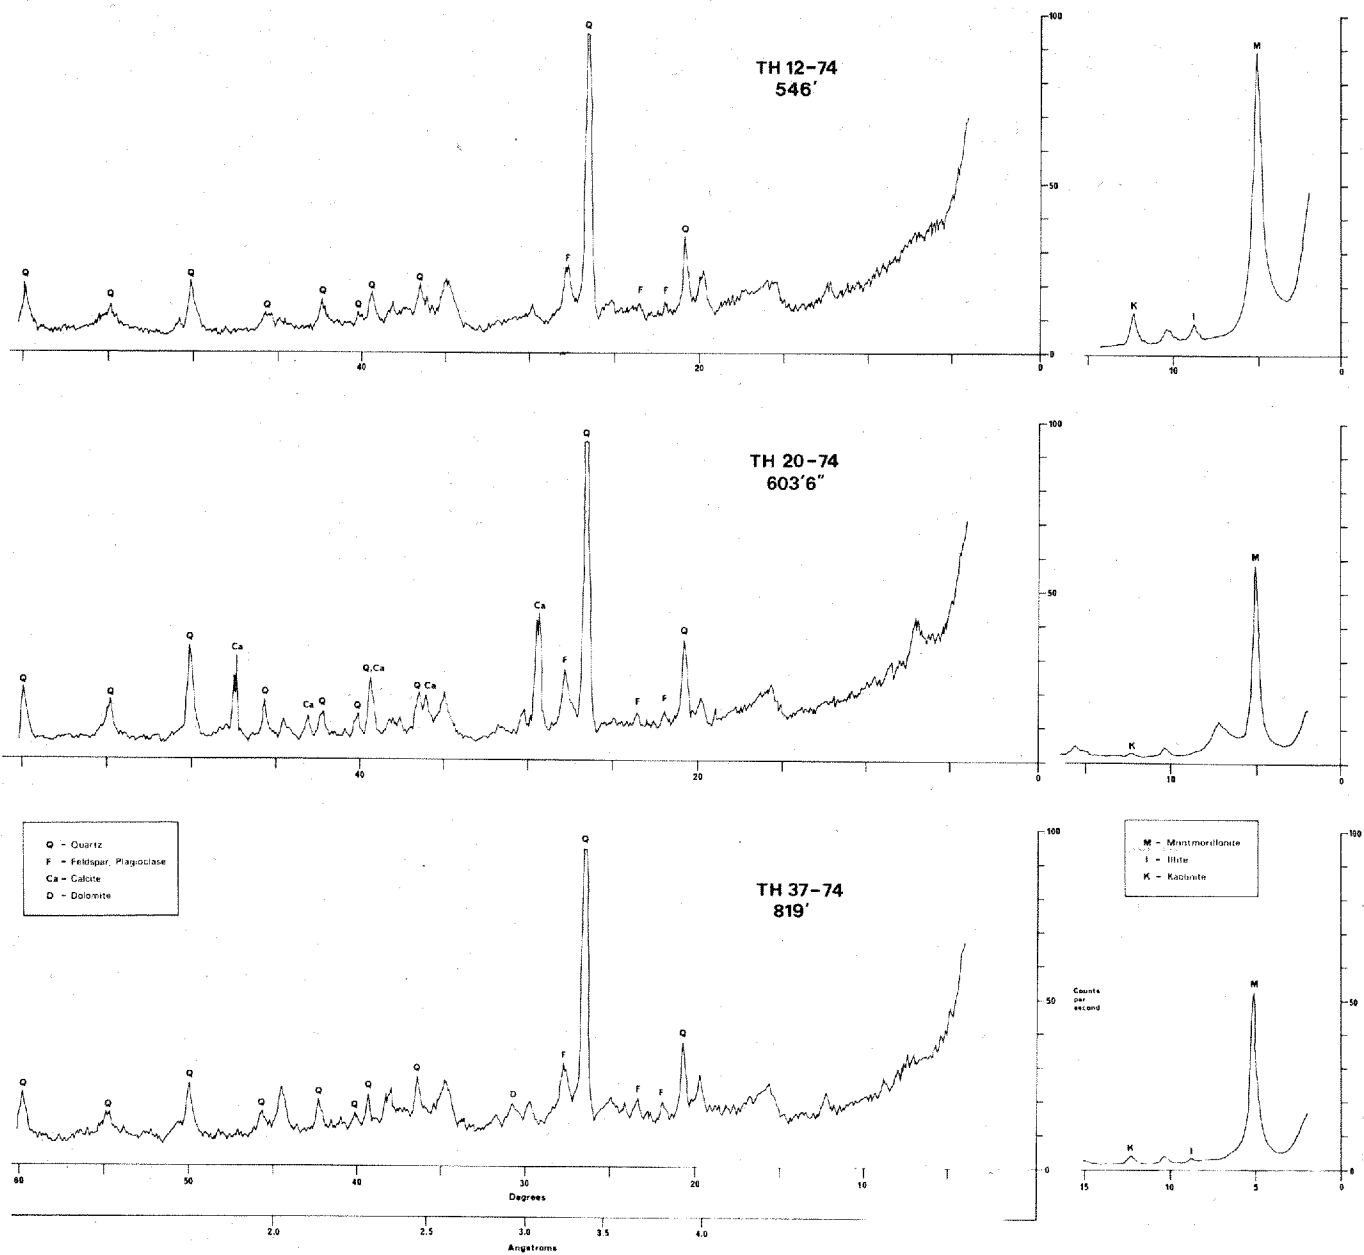 Q
100
TH 12-74
546′
M
50
Q
F
Q
Q
Q
Q
Q
Q
Q
Q
F
F
K
I
40
20
0
10
0
Q
100
TH 20-74
603′6″
M
50
Ca
Q
Ca
F
Q
Q
Q
Q
Ca
Q
Q
Q,Ca
Q
Ca
F
F
K
40
20
0
10
0
Q - Quartz
F - Feldspar, Plagioclase
Ca - Calcite
D - Dolomite
Q
100
TH 37-74
819′
M - Montmorillonite
I - Illite
K - Kaolinite
100
Counts
per
second
50
M
50
Q
Q
Q
Q
Q
Q
Q
Q
D
F
F
F
Q
K
I
0
0
60
50
40
30
20
10
Degrees
15
10
5
0
2.0
2.5
3.0
3.5
4.0
Angstroms